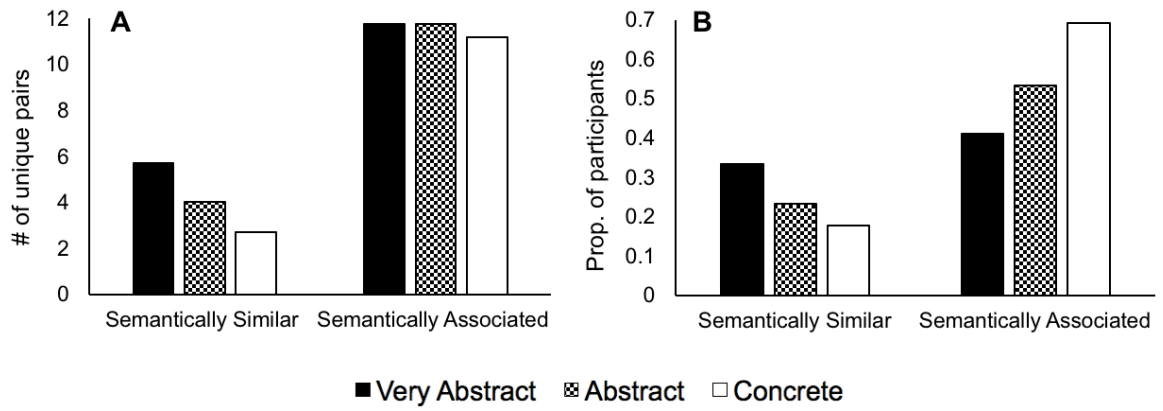 A
# of unique pairs
12
10
8
6
4
2
0
Semantically Similar
Semantically Associated
B
Prop. of participants
0.7
0.6
0.5
0.4
0.3
0.2
0.1
0
Semantically Similar
Semantically Associated
Very Abstract Abstract Concrete